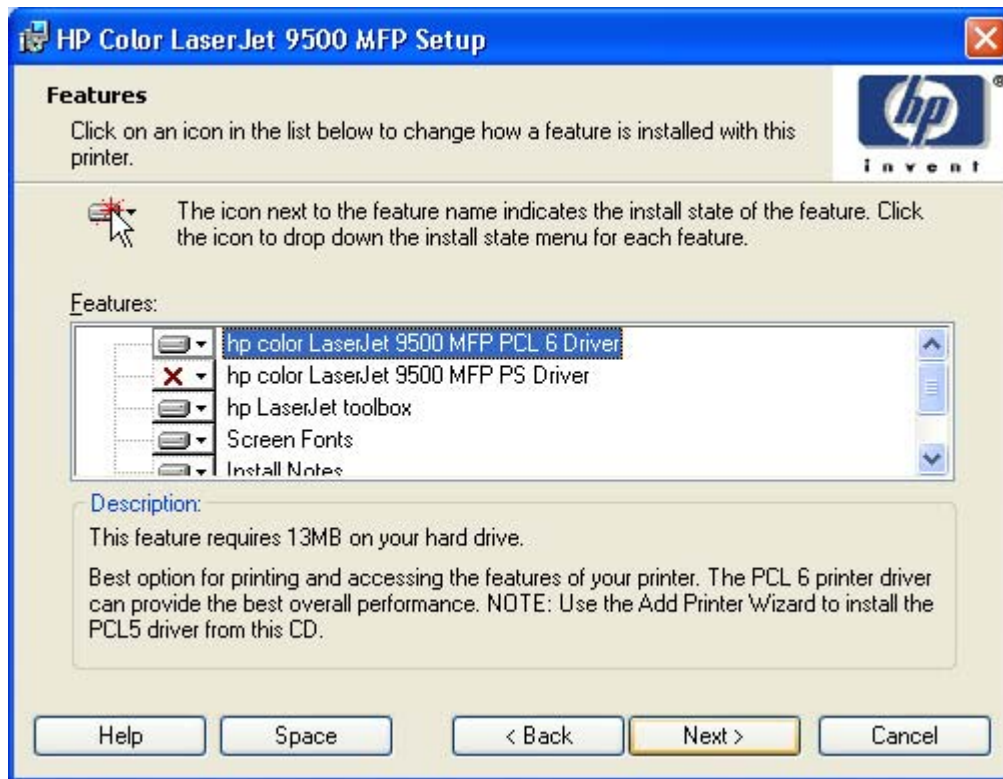 HP Color LaserJet 9500 MFP Setup
Features
Click on an icon in the list below to change how a feature is installed with this
printer.
hp
®
invent
The icon next to the feature name indicates the install state of the feature. Click
the icon to drop down the install state menu for each feature.
Features:
hp color LaserJet 9500 MFP PCL 6 Driver
hp color LaserJet 9500 MFP PS Driver
hp LaserJet toolbox
Screen Fonts
Install Notes
Description:
This feature requires 13MB on your hard drive.
Best option for printing and accessing the features of your printer. The PCL 6 printer driver
can provide the best overall performance. NOTE: Use the Add Printer Wizard to install the
PCL5 driver from this CD.
Help
Space
< Back
Next >
Cancel